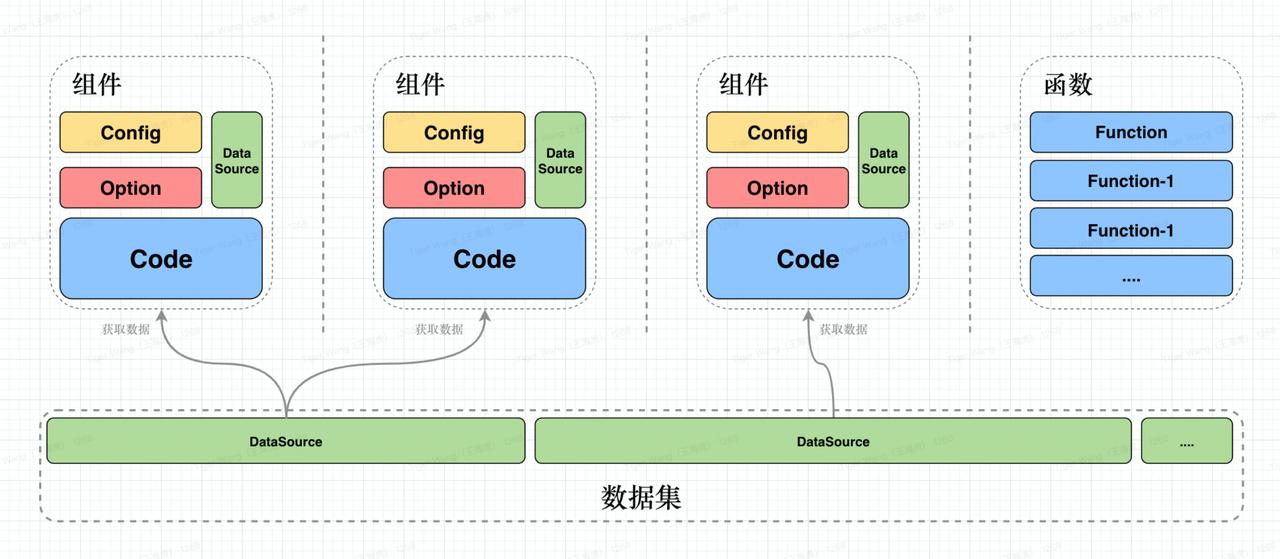 组件
Config
Data
Source
Option
Code
获取数据
组件
Config
Data
Source
Option
Code
获取数据
组件
Config
Data
Source
Option
Code
获取数据
函数
Function
Function-1
Function-1
....
DataSource
DataSource
....
数据集